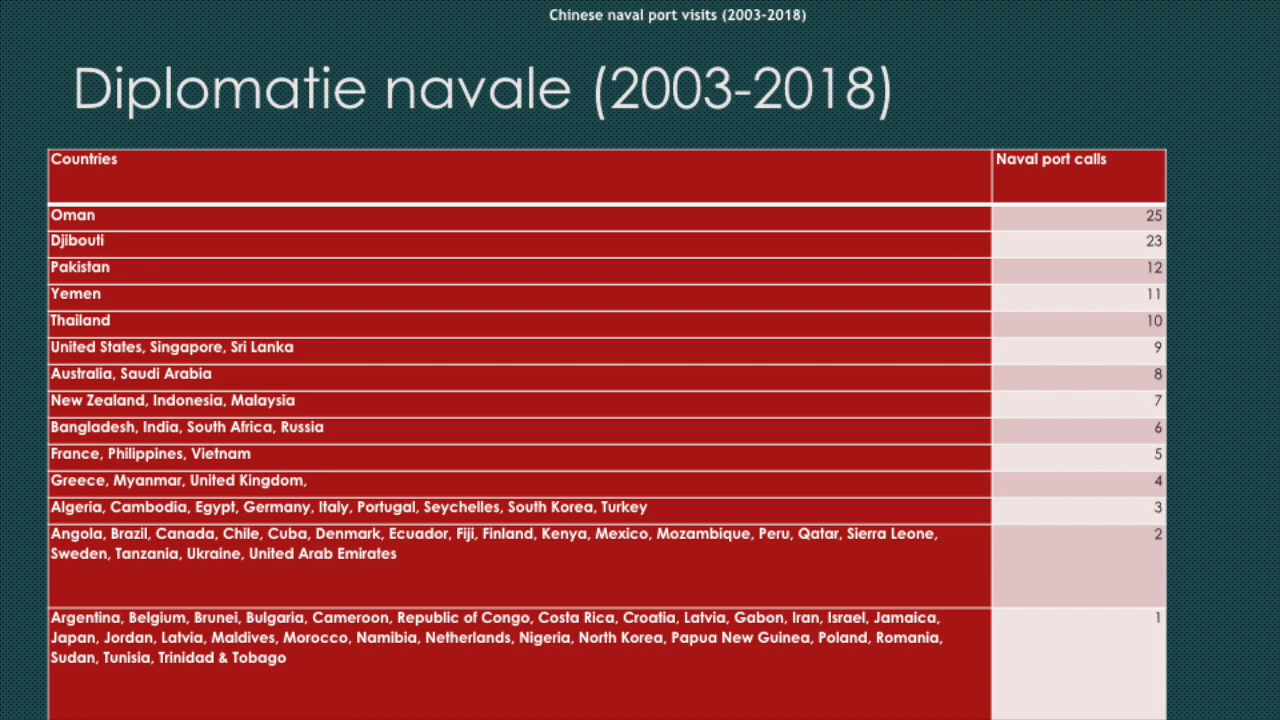 Chinese naval port visits (2003-2018)
Diplomatie navale (2003-2018)
Countries Naval port calls
Oman 25
Djibouti 23
Pakistan 12
Yemen 11
Thailand 10
United States, Singapore, Sri Lanka 9
Australia, Saudi Arabia 8
New Zealand, Indonesia, Malaysia 7
Bangladesh, India, South Africa, Russia 6
France, Philippines, Vietnam 5
Greece, Myanmar, United Kingdom, 4
Algeria, Cambodia, Egypt, Germany, Italy, Portugal, Seychelles, South Korea, Turkey 3
Angola, Brazil, Canada, Chile, Cuba, Denmark, Ecuador, Fiji, Finland, Kenya, Mexico, Mozambique, Peru, Qatar, Sierra Leone, 2
Sweden, Tanzania, Ukraine, United Arab Emirates
Argentina, Belgium, Brunei, Bulgaria, Cameroon, Republic of Congo, Costa Rica, Croatia, Latvia, Gabon, Iran, Israel, Jamaica, 1
Japan, Jordan, Latvia, Maldives, Morocco, Namibia, Netherlands, Nigeria, North Korea, Papua New Guinea, Poland, Romania,
Sudan, Tunisia, Trinidad & Tobago